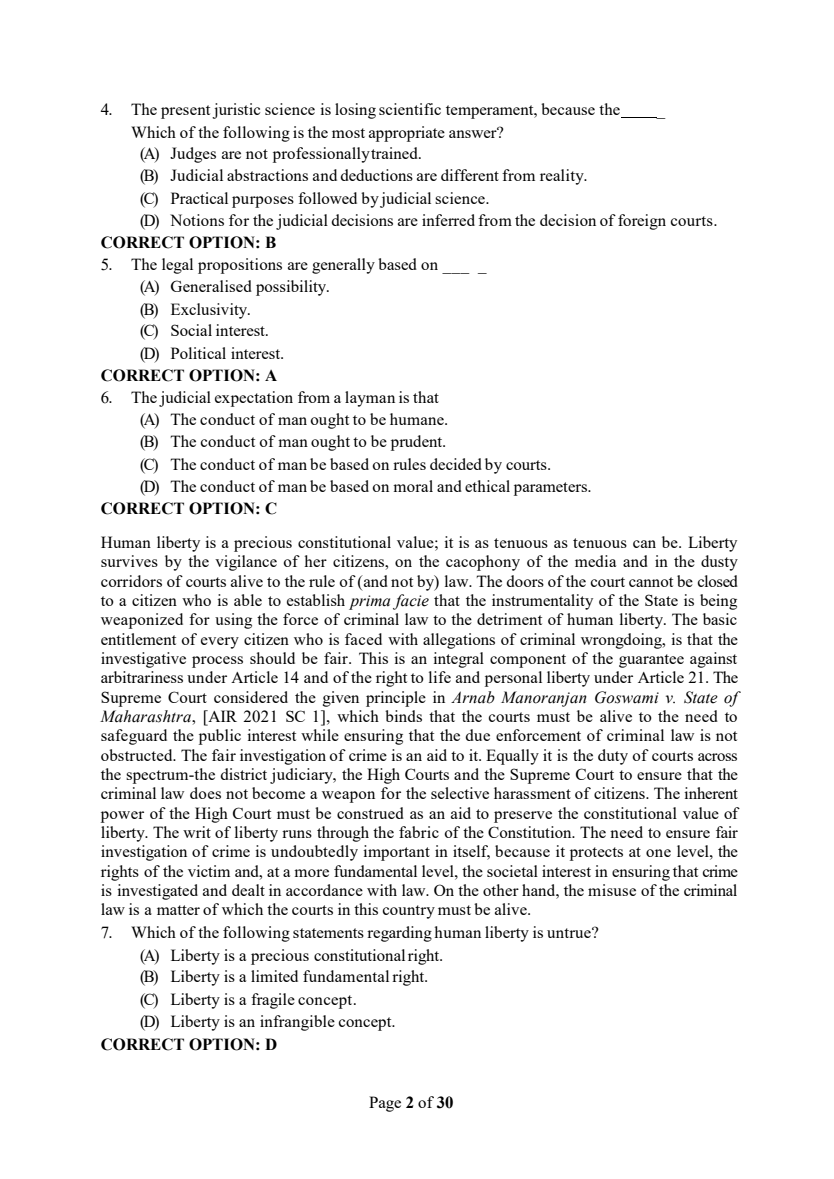 4. The present juristic science is losing scientific temperament, because the_____ _
Which of the following is the most appropriate answer?
(A) Judges are not professionally trained.
(B) Judicial abstractions and deductions are different from reality.
(C) Practical purposes followed by judicial science.
(D) Notions for the judicial decisions are inferred from the decision of foreign courts.
CORRECT OPTION: B
5. The legal propositions are generally based on ___ _
(A) Generalised possibility.
(B) Exclusivity.
(C) Social interest.
(D) Political interest.
CORRECT OPTION: A
6. The judicial expectation from a layman is that
(A) The conduct of man ought to be humane.
(B) The conduct of man ought to be prudent.
(C) The conduct of man be based on rules decided by courts.
(D) The conduct of man be based on moral and ethical parameters.
CORRECT OPTION: C
Human liberty is a precious constitutional value; it is as tenuous as tenuous can be. Liberty
survives by the vigilance of her citizens, on the cacophony of the media and in the dusty
corridors of courts alive to the rule of (and not by) law. The doors of the court cannot be closed
to a citizen who is able to establish prima facie that the instrumentality of the State is being
weaponized for using the force of criminal law to the detriment of human liberty. The basic
entitlement of every citizen who is faced with allegations of criminal wrongdoing, is that the
investigative process should be fair. This is an integral component of the guarantee against
arbitrariness under Article 14 and of the right to life and personal liberty under Article 21. The
Supreme Court considered the given principle in Arnab Manoranjan Goswami v. State of
Maharashtra, [AIR 2021 SC 1], which binds that the courts must be alive to the need to
safeguard the public interest while ensuring that the due enforcement of criminal law is not
obstructed. The fair investigation of crime is an aid to it. Equally it is the duty of courts across
the spectrum-the district judiciary, the High Courts and the Supreme Court to ensure that the
criminal law does not become a weapon for the selective harassment of citizens. The inherent
power of the High Court must be construed as an aid to preserve the constitutional value of
liberty. The writ of liberty runs through the fabric of the Constitution. The need to ensure fair
investigation of crime is undoubtedly important in itself, because it protects at one level, the
rights of the victim and, at a more fundamental level, the societal interest in ensuring that crime
is investigated and dealt in accordance with law. On the other hand, the misuse of the criminal
law is a matter of which the courts in this country must be alive.
7. Which of the following statements regarding human liberty is untrue?
(A) Liberty is a precious constitutional right.
(B) Liberty is a limited fundamental right.
(C) Liberty is a fragile concept.
(D) Liberty is an infrangible concept.
CORRECT OPTION: D
Page 2 of 30